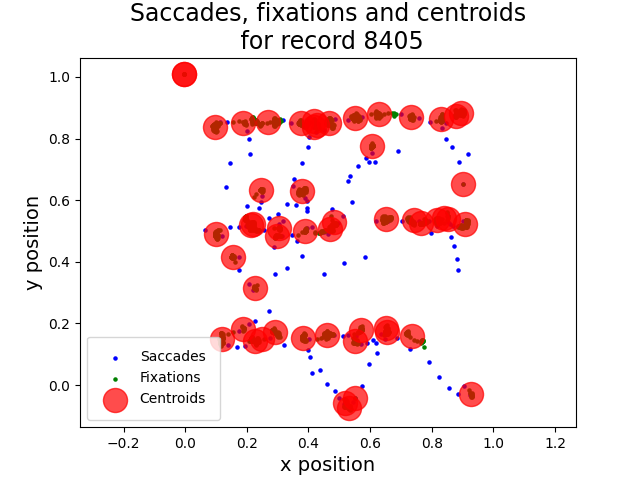 Saccades, fixations and centroids
for record 8405
1.0
0.8
0.6
0.4
0.2
0.0
y position
Saccades
Fixations
Centroids
−0.2
0.0
0.2
0.4
0.6
0.8
1.0
1.2
x position